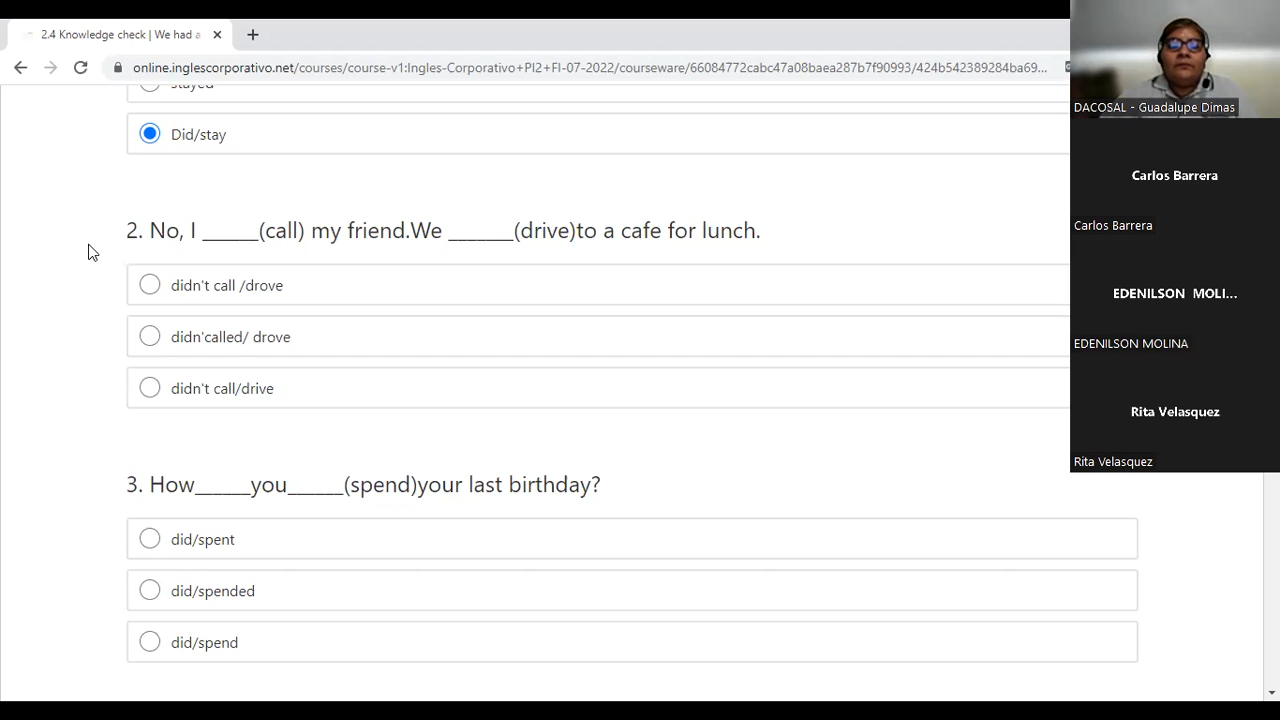 2.4 Knowledge check | We had a
online.inglescorporativo.net/courses/course-v1:Ingles-Corporativo+PI2+FI-07-2022/courseware/66084772cabc47a08baea287b7f90993/424b542389284ba69...
stayed
Did/stay
2. No, I ______(call) my friend.We _______(drive)to a cafe for lunch.
didn't call /drove
didn'called/ drove
didn't call/drive
3. How______you______(spend)your last birthday?
did/spent
did/spended
did/spend
DACOSAL - Guadalupe Dimas
Carlos Barrera
Carlos Barrera
EDENILSON MOLI...
EDENILSON MOLINA
Rita Velasquez
Rita Velasquez